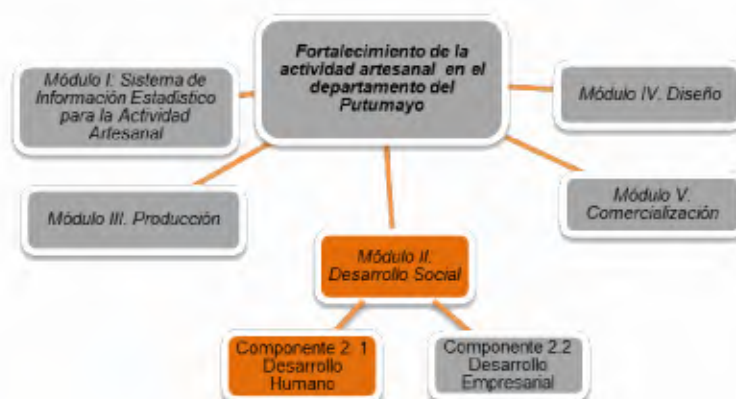 Fortalecimiento de la
actividad artesanal en el
departamento del
Putumayo
Módulo I: Sistema de
Información Estadístico
para la Actividad
Artesanal
Módulo IV. Diseño
Módulo III. Producción
Módulo V.
Comercialización
Módulo II.
Desarrollo Social
Componente 2. 1
Desarrollo
Humano
Componente 2.2
Desarrollo
Empresarial